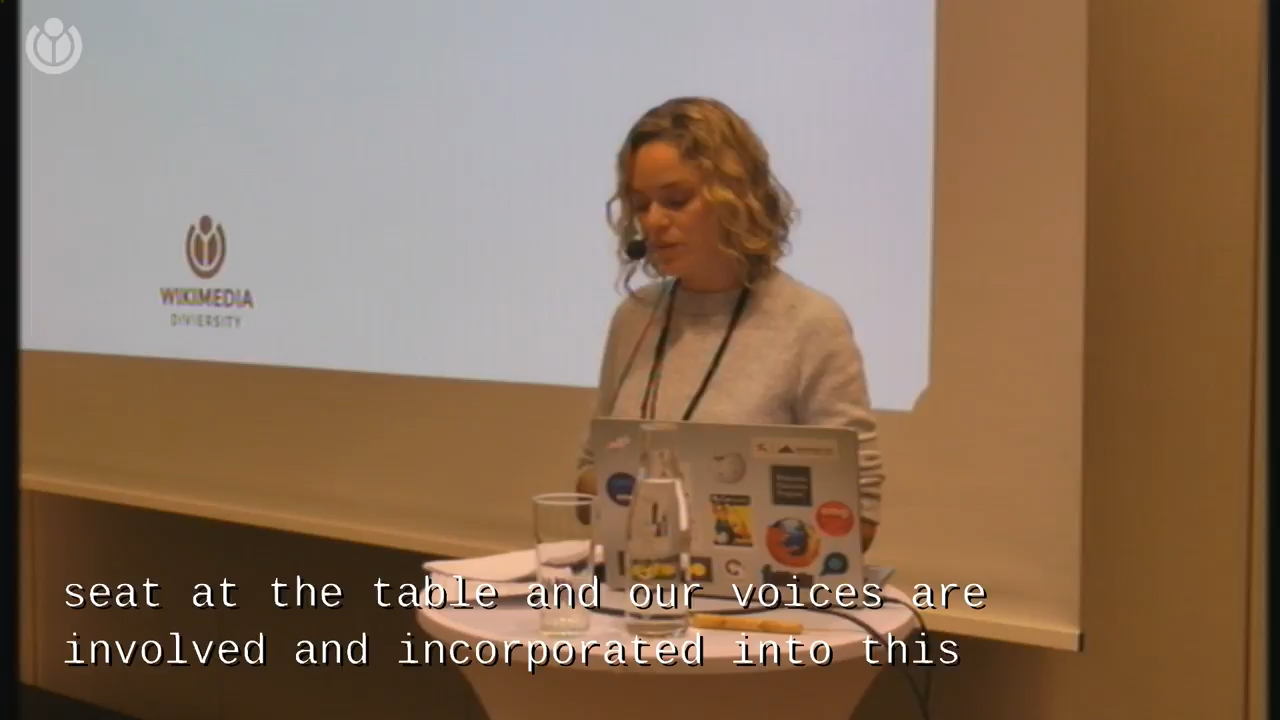 WIKIMEDIA
DIVERSITY
seat at the table and our voices are
involved and incorporated into this